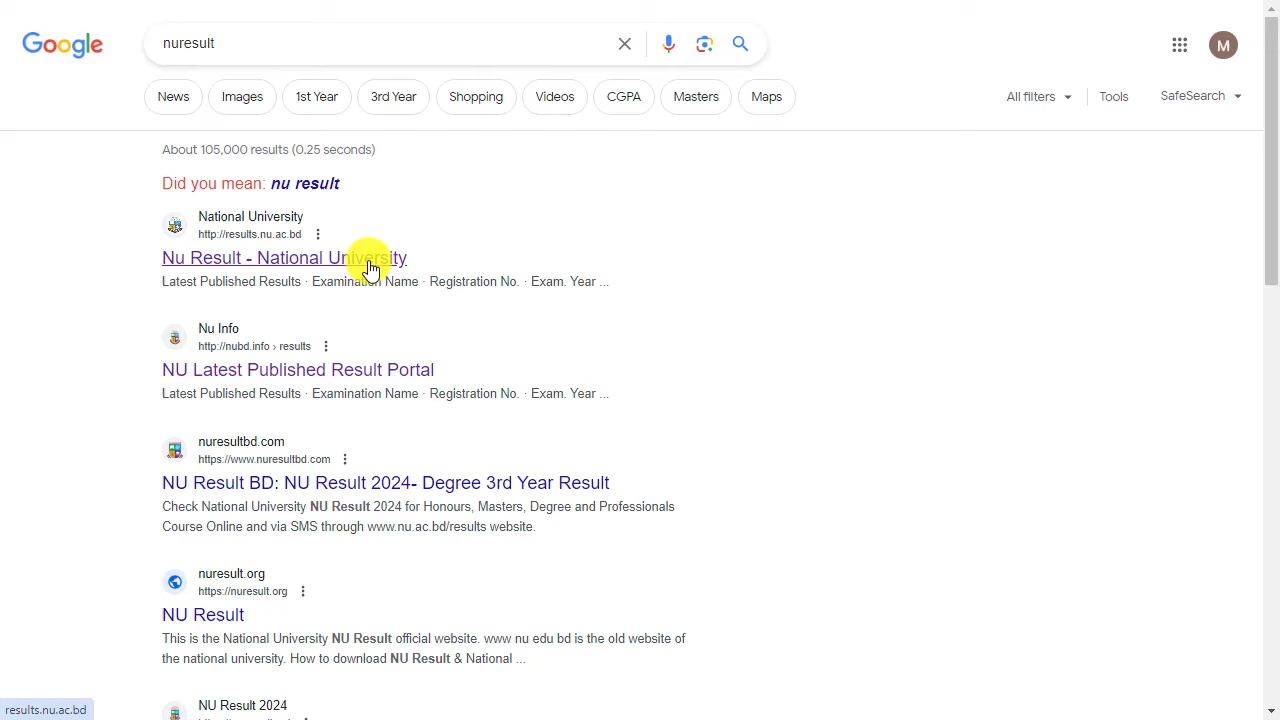 Google
nuresult
M
News
Images
1st Year
3rd Year
Shopping
Videos
CGPA
Masters
Maps
All filters
Tools
SafeSearch
About 105,000 results (0.25 seconds)
Did you mean: nu result
National University
http://results.nu.ac.bd
Nu Result - National University
Latest Published Results · Examination Name · Registration No. · Exam. Year ...
Nu Info
http://nubd.info › results
NU Latest Published Result Portal
Latest Published Results · Examination Name · Registration No. · Exam. Year ...
nuresultbd.com
https://www.nuresultbd.com
NU Result BD: NU Result 2024- Degree 3rd Year Result
Check National University NU Result 2024 for Honours, Masters, Degree and Professionals
Course Online and via SMS through www.nu.ac.bd/results website.
nuresult.org
https://nuresult.org
NU Result
This is the National University NU Result official website. www nu edu bd is the old website of
the national university. How to download NU Result & National ...
NU Result 2024
results.nu.ac.bd